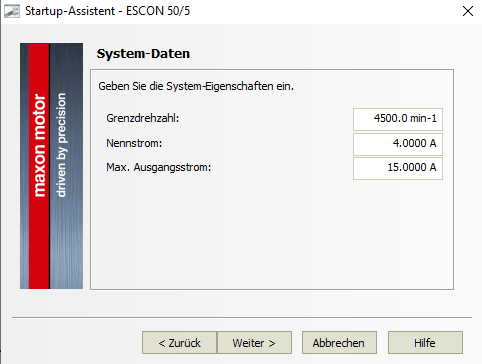 Startup-Assistent - ESCON 50/5
System-Daten
Geben Sie die System-Eigenschaften ein.
Grenzdrehzahl: 4500.0 min-1
Nennstrom: 4.0000 A
Max. Ausgangsstrom: 15.0000 A
maxon motor
driven by precision
< Zurück Weiter > Abbrechen Hilfe